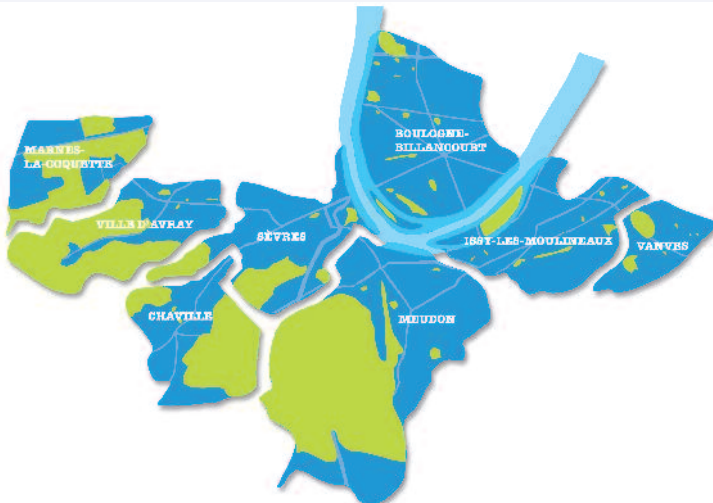 BOULOGNE-
BILLANCOURT
MARNES-
LA-COQUETTE
VILLE D'AVRAY
SÈVRES
ISSY-LES-MOULINEAUX
VANVES
CHAVILLE
MEUDON